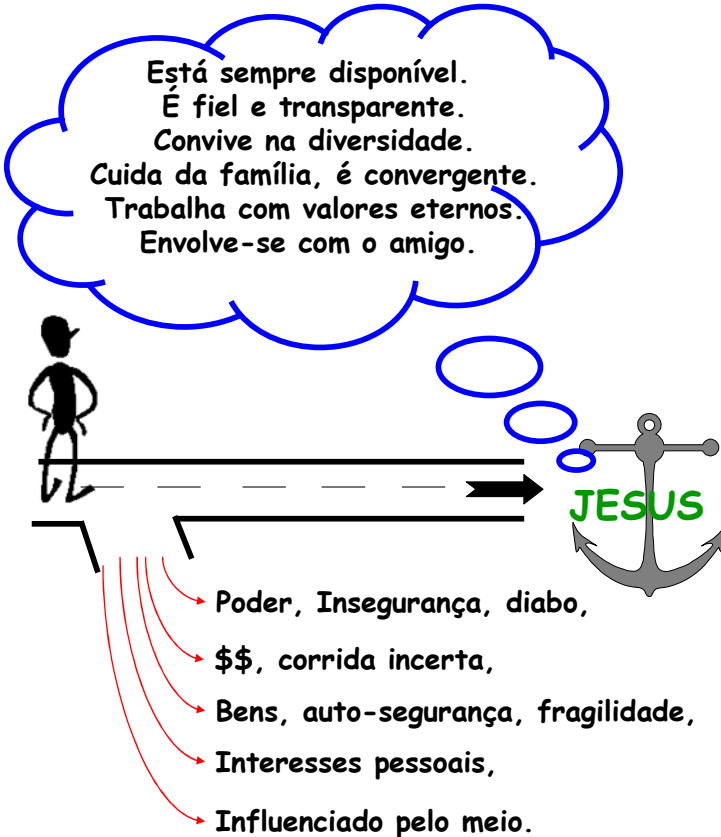 Está sempre disponível.
É fiel e transparente.
Convive na diversidade.
Cuida da família, é convergente.
Trabalha com valores eternos.
Envolve-se com o amigo.
JESUS
Poder, Insegurança, diabo,
$$, corrida incerta,
Bens, auto-segurança, fragilidade,
Interesses pessoais,
Influenciado pelo meio.